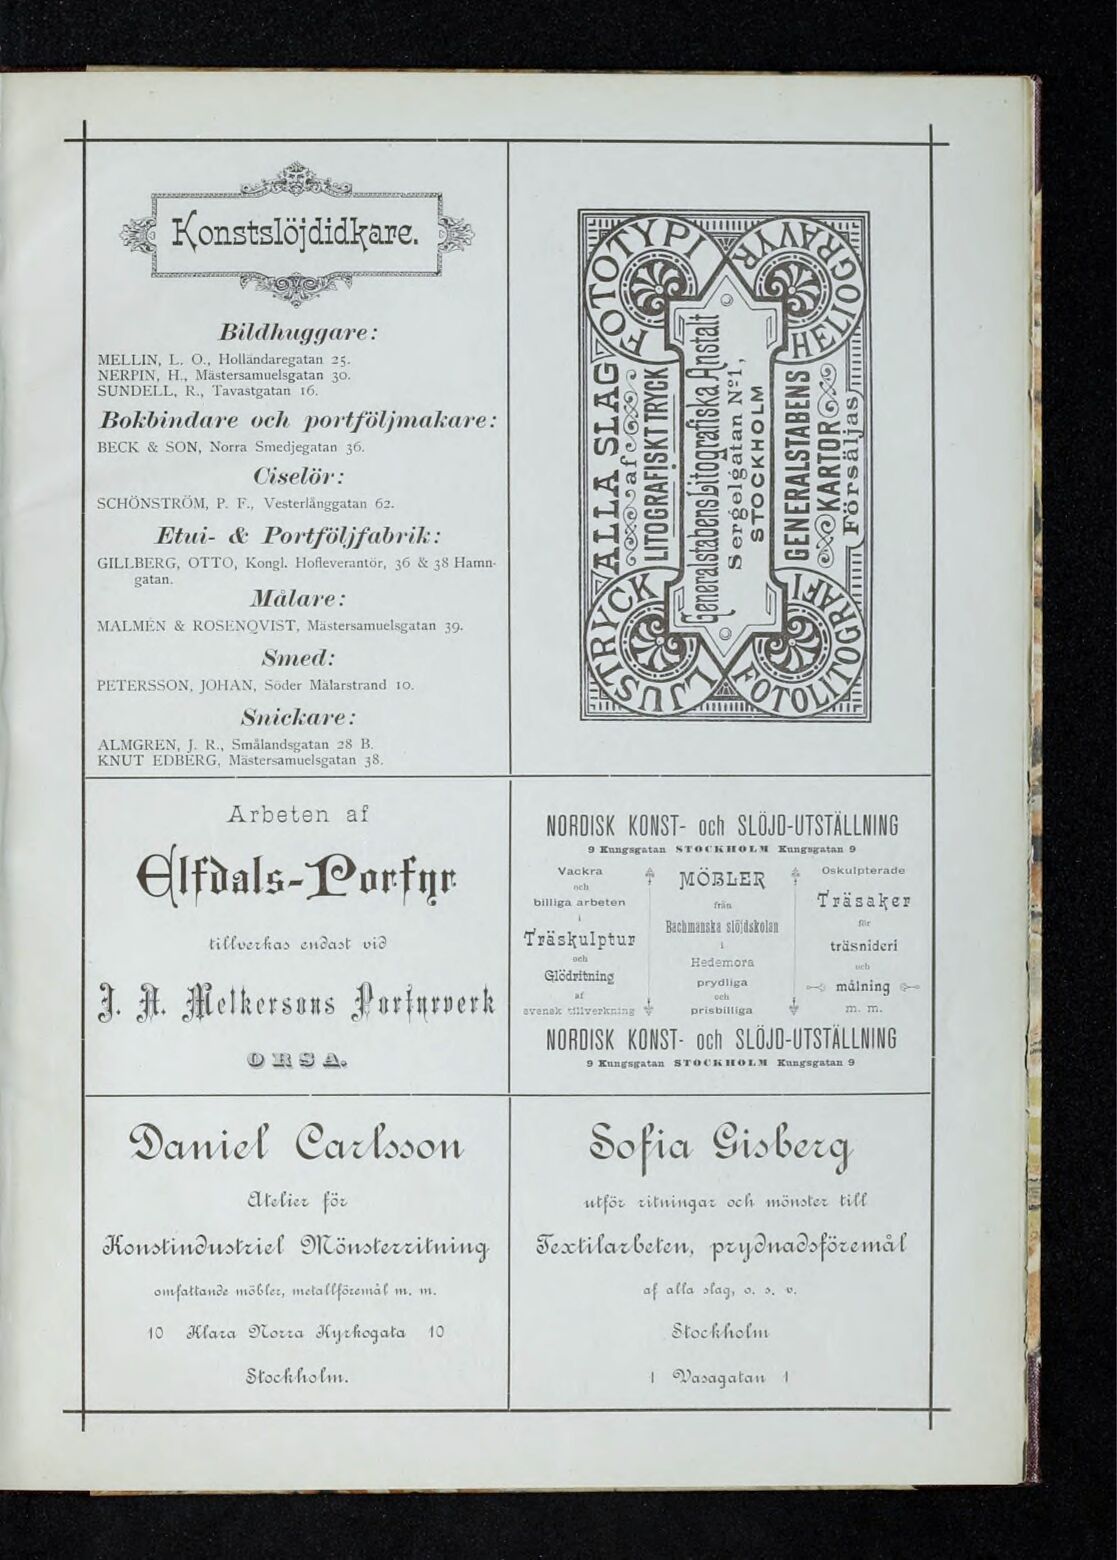 Konstslöjdidkare.
Bildhuggare:
MELLIN, L. O., Holländaregatan 25.
NERPIN, H., Mästersamuelsgatan 30.
SUNDELL, R., Tavastgatan 16.
Bokbindare och portföljmakare:
BECK & SON, Norra Smedjegatan 36.
Ciselör:
SCHÖNSTRÖM, P. F., Vesterlånggatan 62.
Etui- & Portföljfabrik:
GILLBERG, OTTO, Kongl. Hofleverantör, 36 & 38 Hamn-
gatan.
Målare:
MALMÉN & ROSENQVIST, Mästersamuelsgatan 39.
Smed:
PETERSSON, JOHAN, Söder Mälarstrand 10.
Snickare:
ALMGREN, J. R., Smålandsgatan 28 B.
KNUT EDBERG, Mästersamuelsgatan 38.
FOTOTYPI
HELIOGRAVYR
ALLA SLAG
af
LITOGRAFISKT TRYCK
Generalstabens Litografiska Anstalt
Sergelgatan No 1,
STOCKHOLM
GENERALSTABENS
KARTOR
Försäljas
LJUSTRYCK
FOTOLITOGRAFI
Arbeten af
Elfdals-Porfyr
tillverkas endast vid
J. A. Melkersons Porfyrverk
ORSA.
NORDISK KONST- och SLÖJD-UTSTÄLLNING
9 Kungsgatan STOCKHOLM Kungsgatan 9
Vackra
och
billiga arbeten
i
Träskulptur
och
Glödritning
af
svensk tillverkning
MÖBLER
från
Bachmanska slöjdskolan
i
Hedemora
prydliga
och
prisbilliga
Oskulpterade
Träsaker
för
träsnideri
och
målning
m. m.
NORDISK KONST- och SLÖJD-UTSTÄLLNING
9 Kungsgatan STOCKHOLM Kungsgatan 9
Daniel Carlsson
Atelier för
Konstindustriel Mönsterritning
omfattande möbler, metallföremål m. m.
10 Klara Norra Kyrkogata 10
Stockholm.
Sofia Gisberg
utför ritningar och mönster till
Textilarbeten, prydnadsföremål
af alla slag, o. s. v.
Stockholm
1 Vasagatan 1